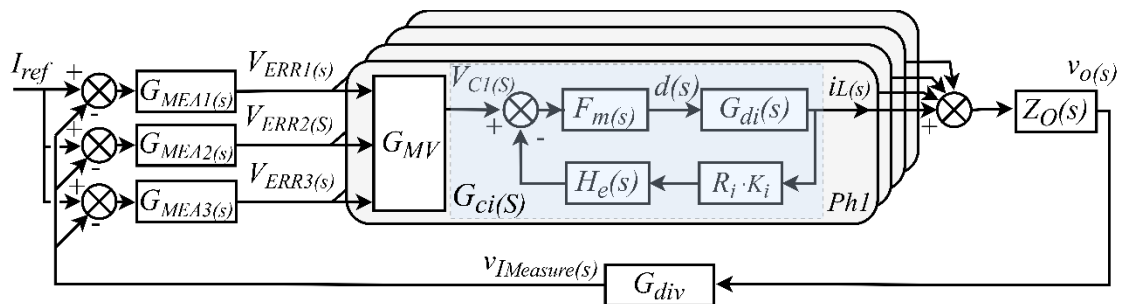 I_ref + - G_MEA1(s) V_ERR1(s)
+ - G_MEA2(s) V_ERR2(S)
+ - G_MEA3(s) V_ERR3(s)
G_MV V_C1(S) + - F_m(s) d(s) G_di(s) iL(s) + Z_O(s) v_o(s)
H_e(s) R_i·K_i
G_ci(S) Ph1
v_IMeasure(s) G_div